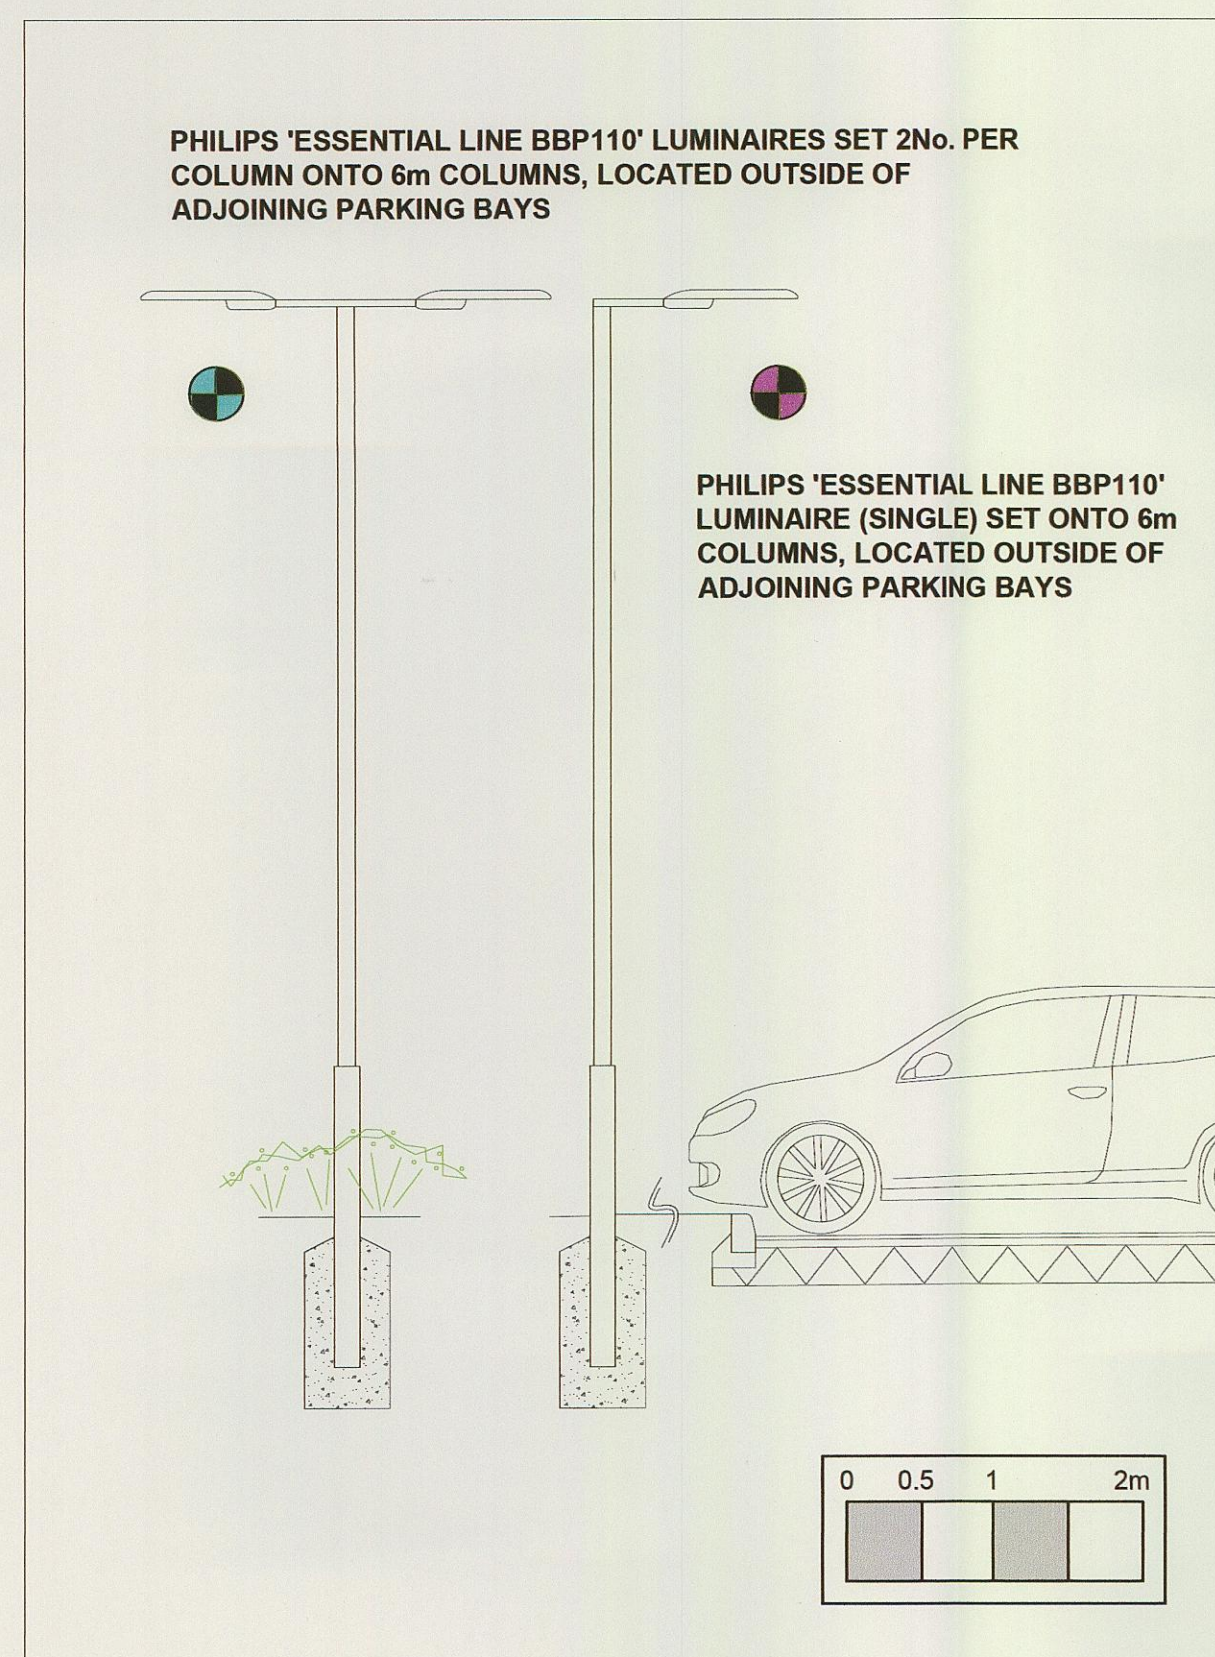 PHILIPS 'ESSENTIAL LINE BBP110' LUMINAIRES SET 2No. PER
COLUMN ONTO 6m COLUMNS, LOCATED OUTSIDE OF
ADJOINING PARKING BAYS
PHILIPS 'ESSENTIAL LINE BBP110'
LUMINAIRE (SINGLE) SET ONTO 6m
COLUMNS, LOCATED OUTSIDE OF
ADJOINING PARKING BAYS
0 0.5 1 2m